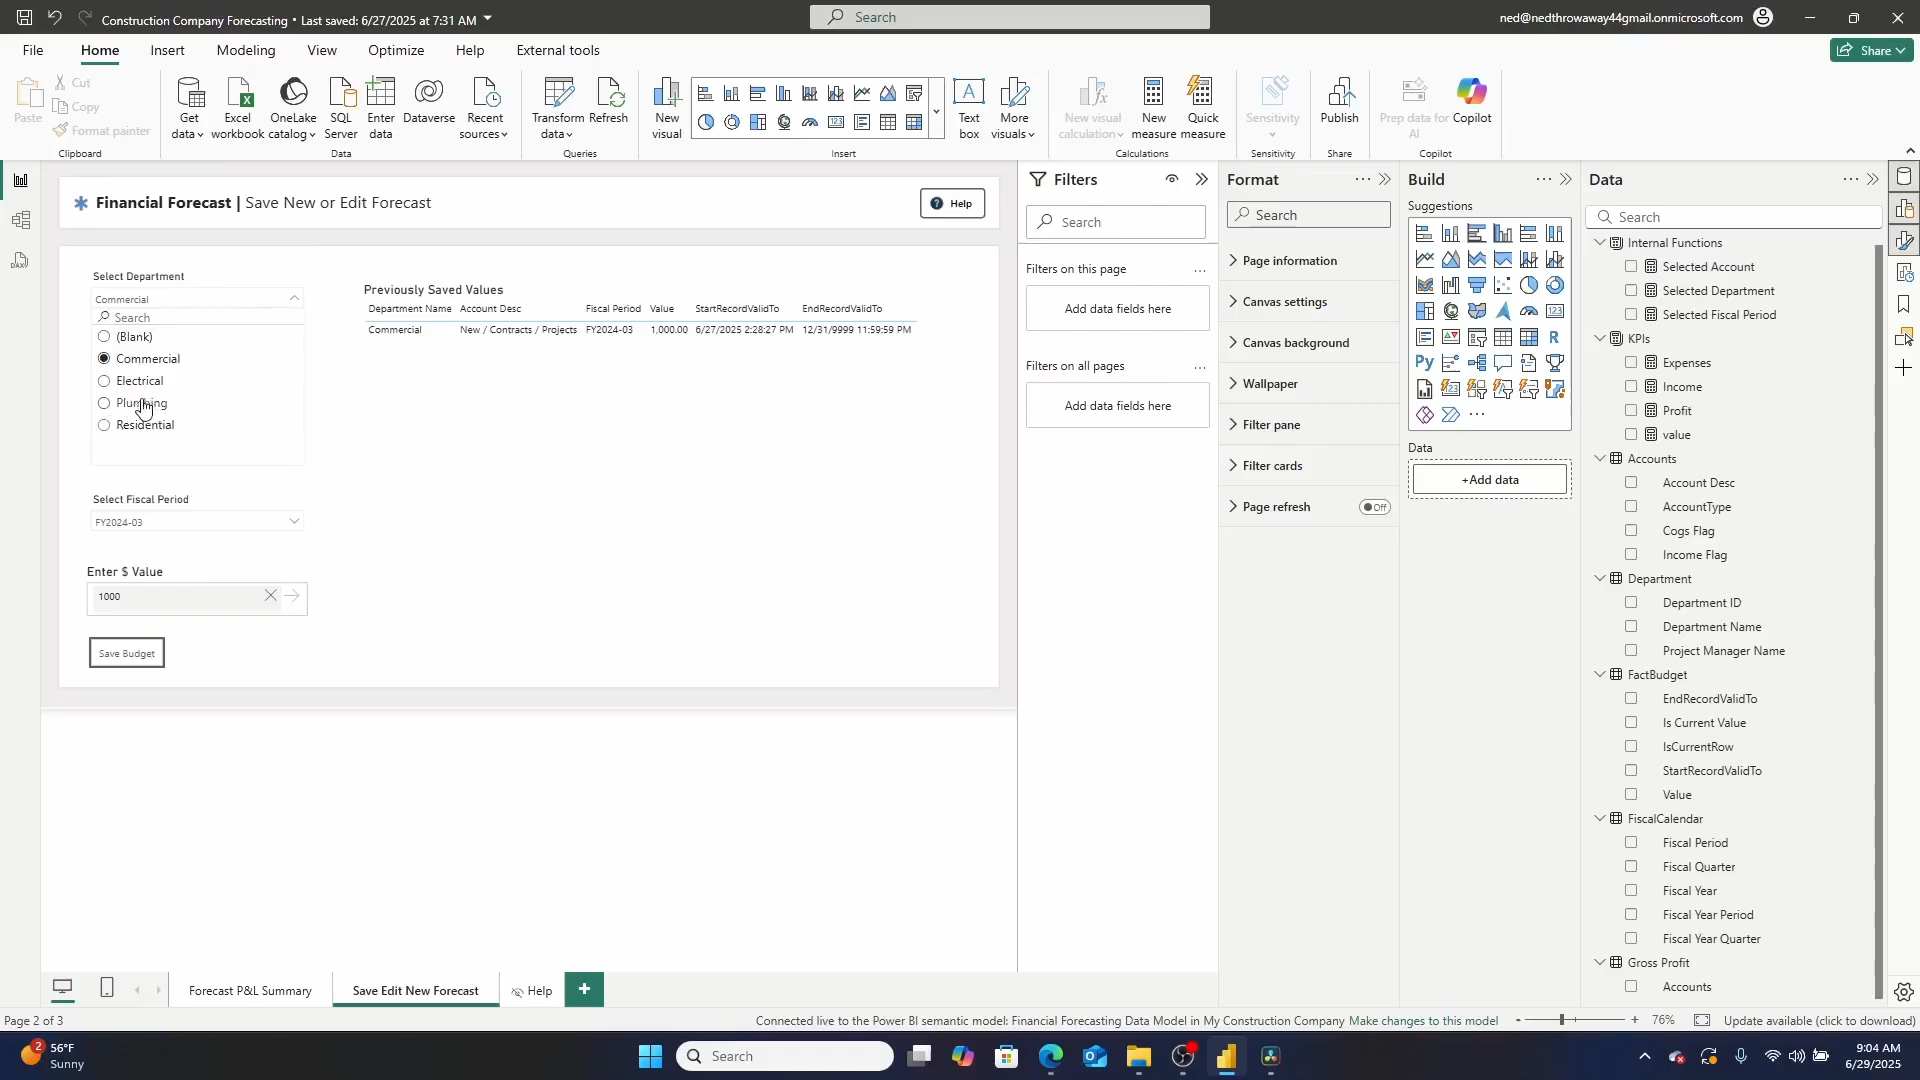 Construction Company Forecasting • Last saved: 6/27/2025 at 7:31 AM
Search
ned@nedthrowaway44gmail.onmicrosoft.com
File
Home
Insert
Modeling
View
Optimize
Help
External tools
Share
Paste
Cut
Copy
Format painter
Clipboard
Get data
Excel workbook
OneLake catalog
SQL Server
Enter data
Dataverse
Recent sources
Data
Transform data
Refresh
Queries
New visual
Text box
More visuals
Insert
New visual calculation
New measure
Quick measure
Calculations
Sensitivity
Sensitivity
Publish
Share
Prep data for AI
Copilot
Copilot
Financial Forecast | Save New or Edit Forecast
Help
Select Department
Commercial
Search
(Blank)
Commercial
Electrical
Plumbing
Residential
Select Fiscal Period
FY2024-03
Enter $ Value
1000
Save Budget
Previously Saved Values
Department Name Account Desc Fiscal Period Value StartRecordValidTo EndRecordValidTo
Commercial New / Contracts / Projects FY2024-03 1,000.00 6/27/2025 2:28:27 PM 12/31/9999 11:59:59 PM
Filters
Search
Filters on this page
Add data fields here
Filters on all pages
Add data fields here
Format
Search
Page information
Canvas settings
Canvas background
Wallpaper
Filter pane
Filter cards
Page refresh
Off
Build
Suggestions
R
Py
Data
+Add data
Data
Search
Internal Functions
Selected Account
Selected Department
Selected Fiscal Period
KPIs
Expenses
Income
Profit
value
Accounts
Account Desc
AccountType
Cogs Flag
Income Flag
Department
Department ID
Department Name
Project Manager Name
FactBudget
EndRecordValidTo
Is Current Value
IsCurrentRow
StartRecordValidTo
Value
FiscalCalendar
Fiscal Period
Fiscal Quarter
Fiscal Year
Fiscal Year Period
Fiscal Year Quarter
Gross Profit
Accounts
Forecast P&L Summary
Save Edit New Forecast
Help
Page 2 of 3
Connected live to the Power BI semantic model: Financial Forecasting Data Model in My Construction Company Make changes to this model
- + 76%
Update available (click to download)
2
56°F
Sunny
Search
9:04 AM
6/29/2025